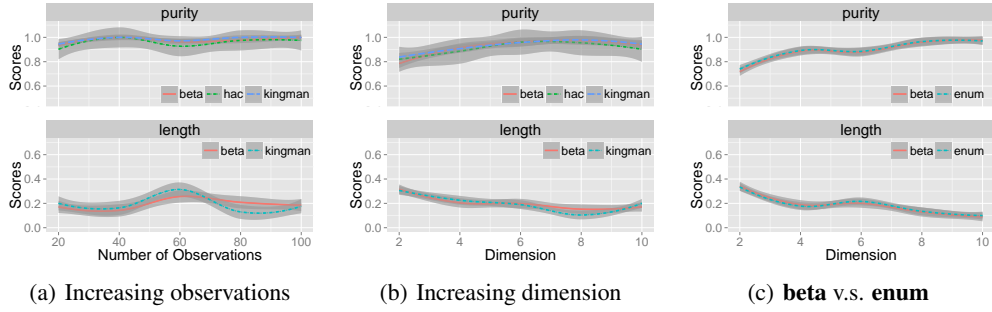 purity
Scores
1.0
0.8
0.6
beta hac kingman
length
Scores
0.6
0.4
0.2
0.0
beta kingman
20 40 60 80 100
Number of Observations
(a) Increasing observations
purity
Scores
1.0
0.8
0.6
beta hac kingman
length
Scores
0.6
0.4
0.2
0.0
beta kingman
2 4 6 8 10
Dimension
(b) Increasing dimension
purity
Scores
1.0
0.8
0.6
beta enum
length
Scores
0.6
0.4
0.2
0.0
beta enum
2 4 6 8 10
Dimension
(c) beta v.s. enum